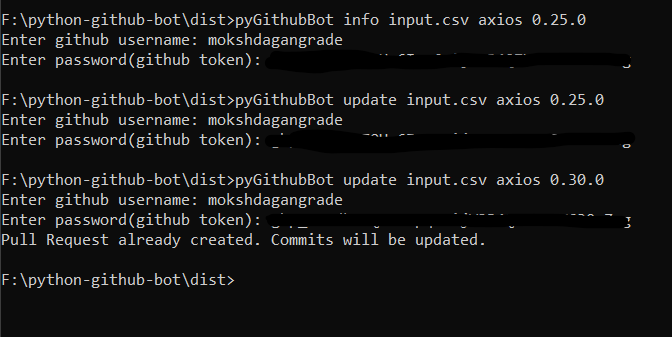 F:\python-github-bot\dist>pyGithubBot info input.csv axios 0.25.0
Enter github username: mokshdagangrade
Enter password(github token):
F:\python-github-bot\dist>pyGithubBot update input.csv axios 0.25.0
Enter github username: mokshdagangrade
Enter password(github token):
F:\python-github-bot\dist>pyGithubBot update input.csv axios 0.30.0
Enter github username: mokshdagangrade
Enter password(github token):
Pull Request already created. Commits will be updated.
F:\python-github-bot\dist>